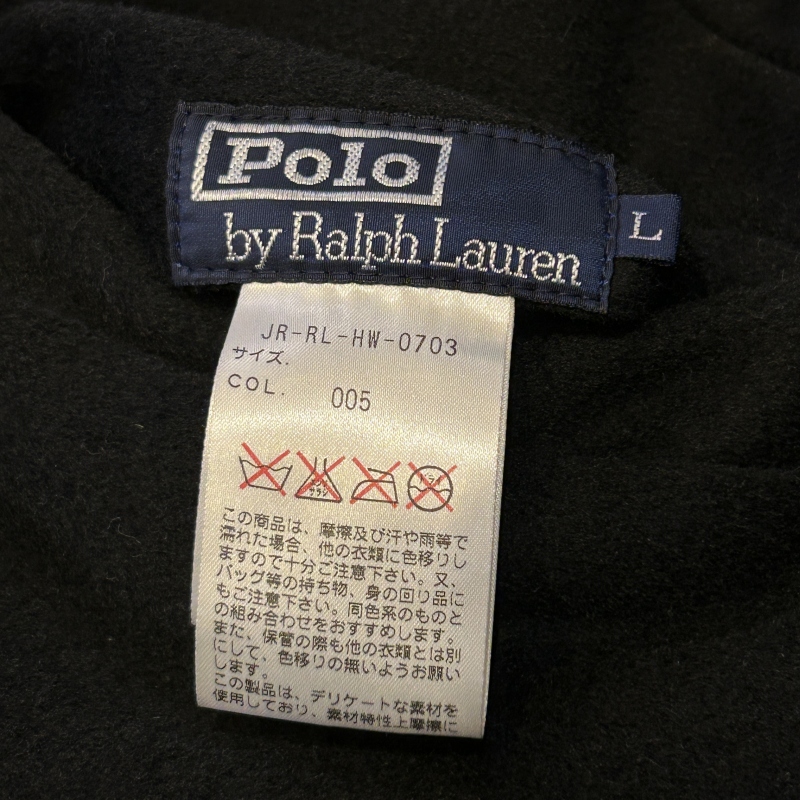 Polo
by Ralph Lauren
L
JR-RL-HW-0703
サイズ.
COL. 005
この商品は、摩擦及び汗や雨等で
濡れた場合、他の衣類に色移りし
ますので十分ご注意下さい。又、
バッグ等の持ち物、身の回り品に
もご注意下さい。同色系のものと
の組み合わせをおすすめします。
また、保管の際も他の衣類とは別
にして、色移りの無いようお願い
します。
この製品は、デリケートな素材を
使用しており、素材特性上摩擦に